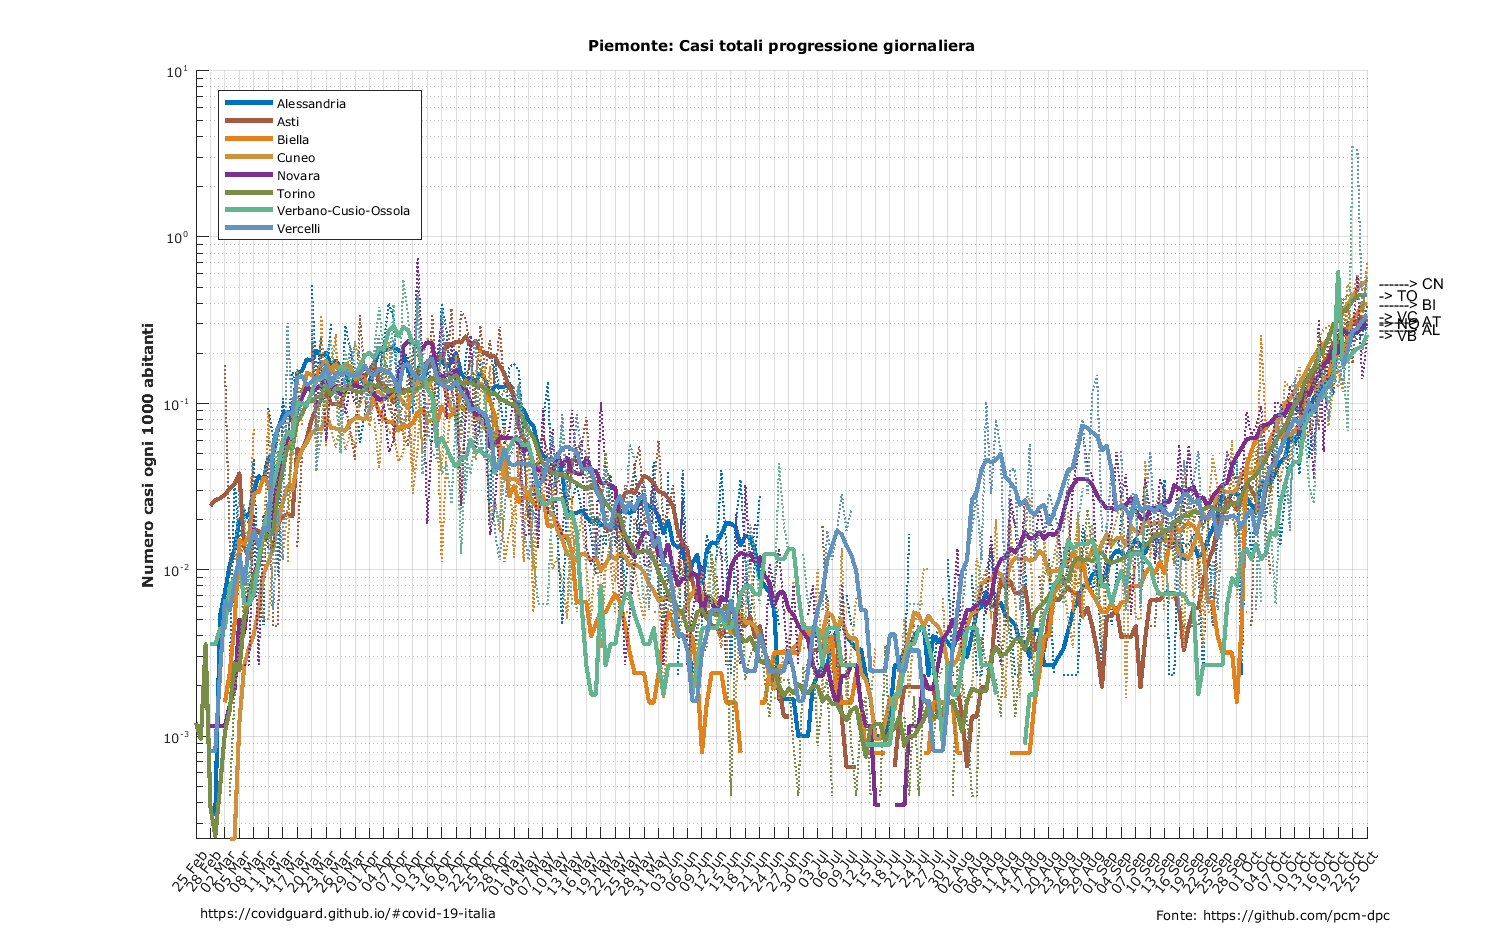 Piemonte: Casi totali progressione giornaliera
10¹
10⁰
10⁻¹
10⁻²
10⁻³
Numero casi ogni 1000 abitanti
Alessandria
Asti
Biella
Cuneo
Novara
Torino
Verbano-Cusio-Ossola
Vercelli
------> CN
-> TO
------> BI
-> VC
------> AT
-> NO
------> AL
-> VB
25 Feb
28 Feb
02 Mar
05 Mar
08 Mar
11 Mar
14 Mar
17 Mar
20 Mar
23 Mar
26 Mar
29 Mar
01 Apr
04 Apr
07 Apr
10 Apr
13 Apr
16 Apr
19 Apr
22 Apr
25 Apr
28 Apr
01 May
04 May
07 May
10 May
13 May
16 May
19 May
22 May
25 May
28 May
31 May
03 Jun
06 Jun
09 Jun
12 Jun
15 Jun
18 Jun
21 Jun
24 Jun
27 Jun
30 Jun
03 Jul
06 Jul
09 Jul
12 Jul
15 Jul
18 Jul
21 Jul
24 Jul
27 Jul
30 Jul
02 Aug
05 Aug
08 Aug
11 Aug
14 Aug
17 Aug
20 Aug
23 Aug
26 Aug
29 Aug
01 Sep
04 Sep
07 Sep
10 Sep
13 Sep
16 Sep
19 Sep
22 Sep
25 Sep
28 Sep
01 Oct
04 Oct
07 Oct
10 Oct
13 Oct
16 Oct
19 Oct
22 Oct
25 Oct
https://covidguard.github.io/#covid-19-italia
Fonte: https://github.com/pcm-dpc